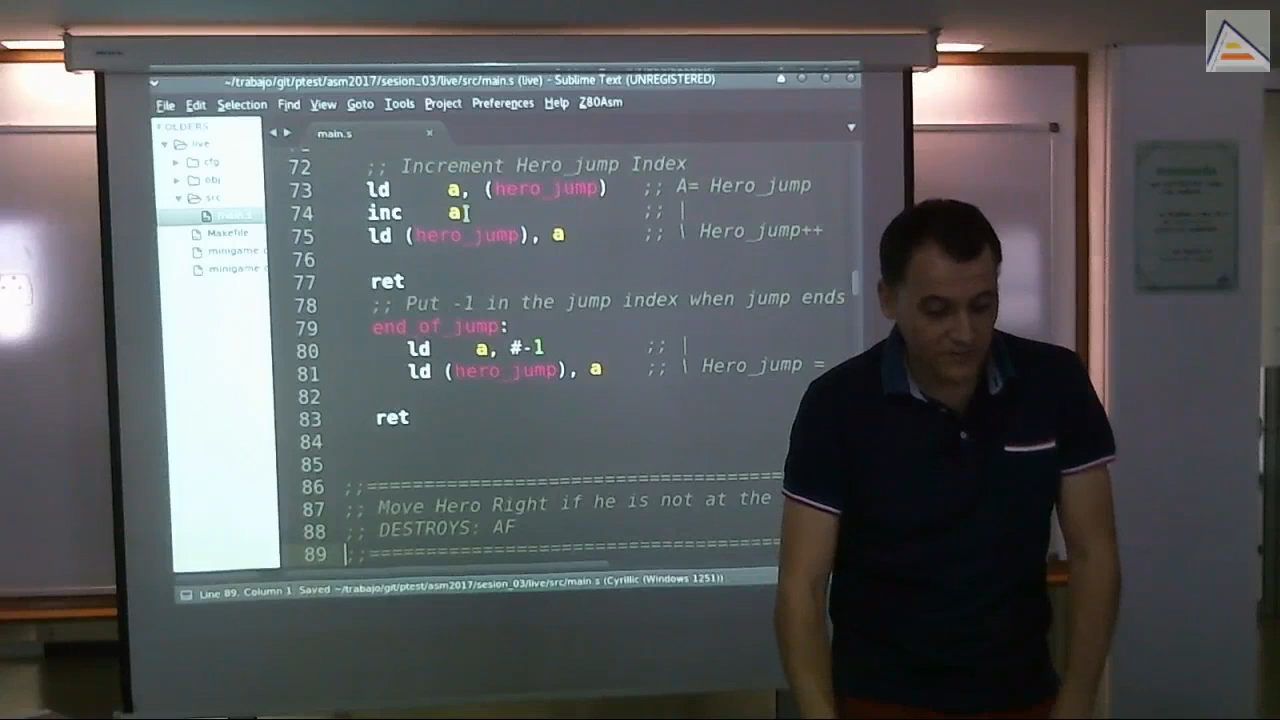 ~/trabajo/git/ptest/asm2017/sesion_03/live/src/main.s (live) - Sublime Text (UNREGISTERED)
File Edit Selection Find View Goto Tools Project Preferences Help Z80Asm
FOLDERS
live
cfg
obj
src
main.s
Makefile
minigame.
minigame.
main.s
72 ;; Increment Hero_jump Index
73 ld a, (hero_jump) ;; A= Hero_jump
74 inc a ;; |
75 ld (hero_jump), a ;; \ Hero_jump++
76
77 ret
78 ;; Put -1 in the jump index when jump ends
79 end_of_jump:
80 ld a, #-1 ;; |
81 ld (hero_jump), a ;; \ Hero_jump =
82
83 ret
84
85
86 ;;====================================
87 ;; Move Hero Right if he is not at the
88 ;; DESTROYS: AF
89 ;;====================================
Line 89, Column 1 Saved ~/trabajo/git/ptest/asm2017/sesion_03/live/src/main.s (Cyrillic (Windows 1251))